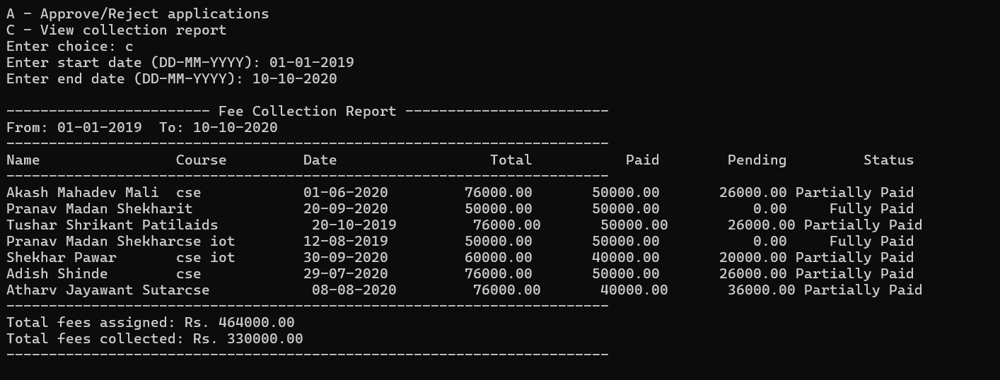 A - Approve/Reject applications
C - View collection report
Enter choice: c
Enter start date (DD-MM-YYYY): 01-01-2019
Enter end date (DD-MM-YYYY): 10-10-2020

------------------------ Fee Collection Report ------------------------
From: 01-01-2019  To: 10-10-2020
-----------------------------------------------------------------------
Name                Course         Date                  Total           Paid        Pending         Status
-----------------------------------------------------------------------
Akash Mahadev Mali  cse            01-06-2020         76000.00       50000.00       26000.00 Partially Paid
Pranav Madan Shekharit             20-09-2020         50000.00       50000.00           0.00     Fully Paid
Tushar Shrikant Patilaids           20-10-2019         76000.00       50000.00       26000.00 Partially Paid
Pranav Madan Shekharcse iot        12-08-2019         50000.00       50000.00           0.00     Fully Paid
Shekhar Pawar       cse iot        30-09-2020         60000.00       40000.00       20000.00 Partially Paid
Adish Shinde        cse            29-07-2020         76000.00       50000.00       26000.00 Partially Paid
Atharv Jayawant Sutarcse            08-08-2020         76000.00       40000.00       36000.00 Partially Paid
-----------------------------------------------------------------------
Total fees assigned: Rs. 464000.00
Total fees collected: Rs. 330000.00
-----------------------------------------------------------------------